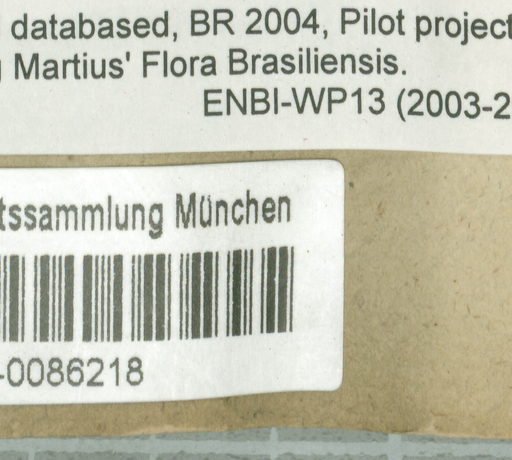 databased, BR 2004, Pilot project
Martius' Flora Brasiliensis.
ENBI-WP13 (2003-2
tssammlung München
-0086218